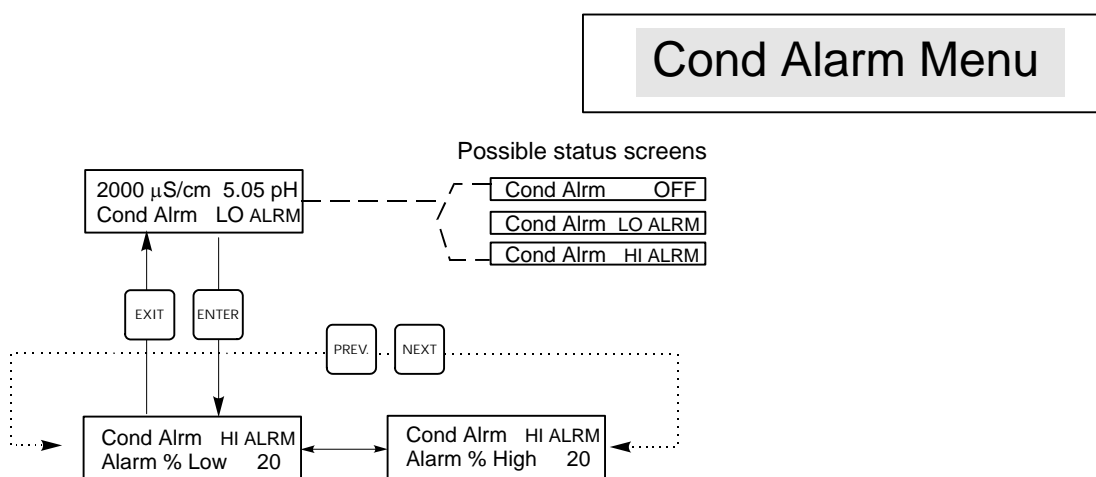 Cond Alarm Menu
Possible status screens
2000 μS/cm 5.05 pH
Cond Alrm LO ALRM
Cond Alrm OFF
Cond Alrm LO ALRM
Cond Alrm HI ALRM
EXIT
ENTER
PREV.
NEXT
Cond Alrm HI ALRM
Alarm % Low 20
Cond Alrm HI ALRM
Alarm % High 20